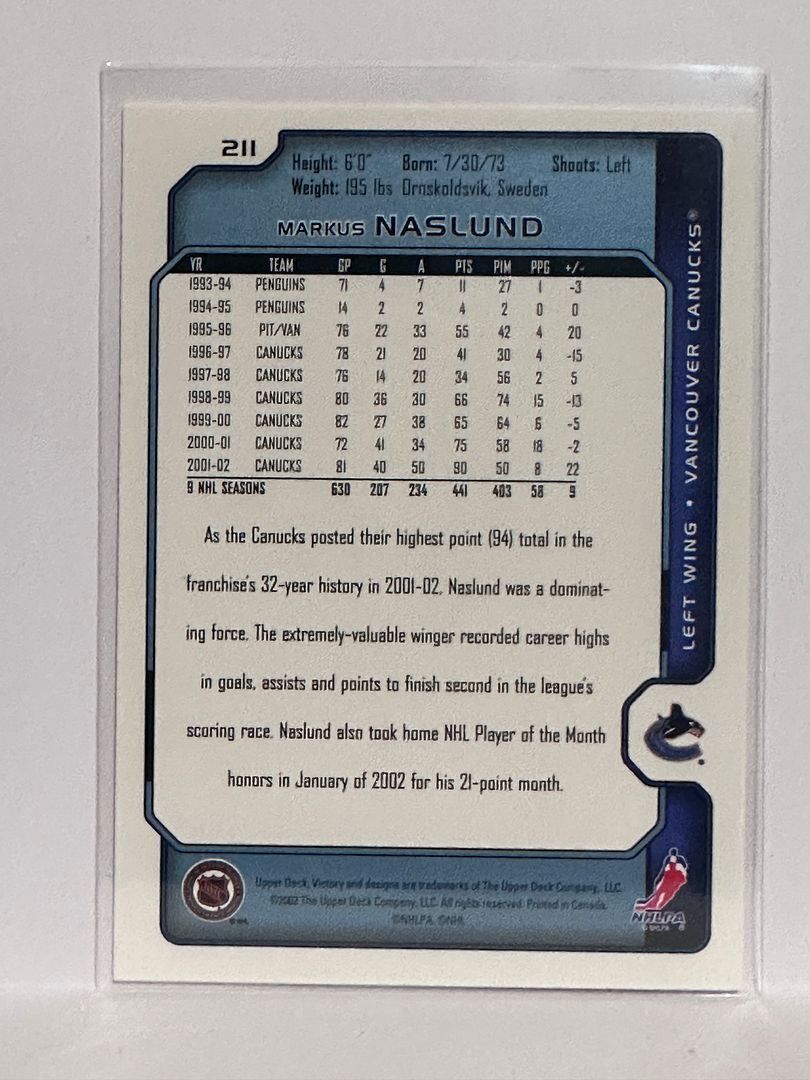 211
Height: 6'0" Born: 7/30/73 Shoots: Left
Weight: 195 lbs Ornskoldsvik, Sweden
MARKUS NASLUND
YR TEAM GP G A PTS PIM PPG +/-
1993-94 PENGUINS 71 4 7 11 27 1 -3
1994-95 PENGUINS 14 2 2 4 2 0 0
1995-96 PIT/VAN 76 22 33 55 42 4 20
1996-97 CANUCKS 78 21 20 41 30 4 -15
1997-98 CANUCKS 76 14 20 34 56 2 5
1998-99 CANUCKS 80 36 30 66 74 15 -13
1999-00 CANUCKS 82 27 38 65 64 6 -5
2000-01 CANUCKS 72 41 34 75 58 18 -2
2001-02 CANUCKS 81 40 50 90 50 8 22
9 NHL SEASONS 630 207 234 441 403 58 9
As the Canucks posted their highest point (94) total in the
franchise's 32-year history in 2001-02, Naslund was a dominat-
ing force. The extremely-valuable winger recorded career highs
in goals, assists and points to finish second in the league's
scoring race. Naslund also took home NHL Player of the Month
honors in January of 2002 for his 21-point month.
LEFT WING • VANCOUVER CANUCKS®
Upper Deck, Victory and designs are trademarks of The Upper Deck Company, LLC.
©2002 The Upper Deck Company, LLC. All rights reserved. Printed in Canada.
©NHLPA. ©NHL.
NHL
NHLPA